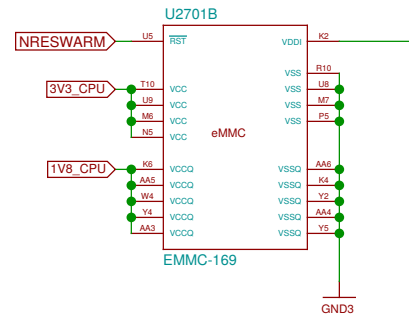 U2701B
NRESWARM U5 RST VDDI K2
VSS R10
3V3_CPU T10 VCC VSS U8
U9 VCC VSS M7
M6 VCC VSS P5
N5 VCC
eMMC
1V8_CPU K6 VCCQ VSSQ AA6
AA5 VCCQ VSSQ K4
W4 VCCQ VSSQ Y2
Y4 VCCQ VSSQ AA4
AA3 VCCQ VSSQ Y5
EMMC-169
GND3